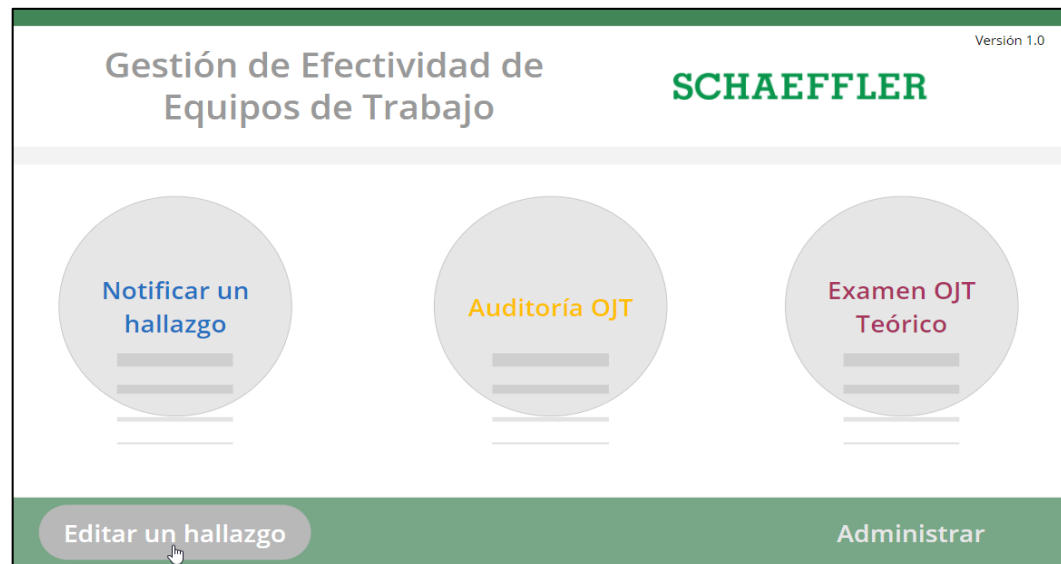 Versión 1.0
Gestión de Efectividad de
Equipos de Trabajo
SCHAEFFLER
Notificar un
hallazgo
Auditoría OJT
Examen OJT
Teórico
Editar un hallazgo
Administrar